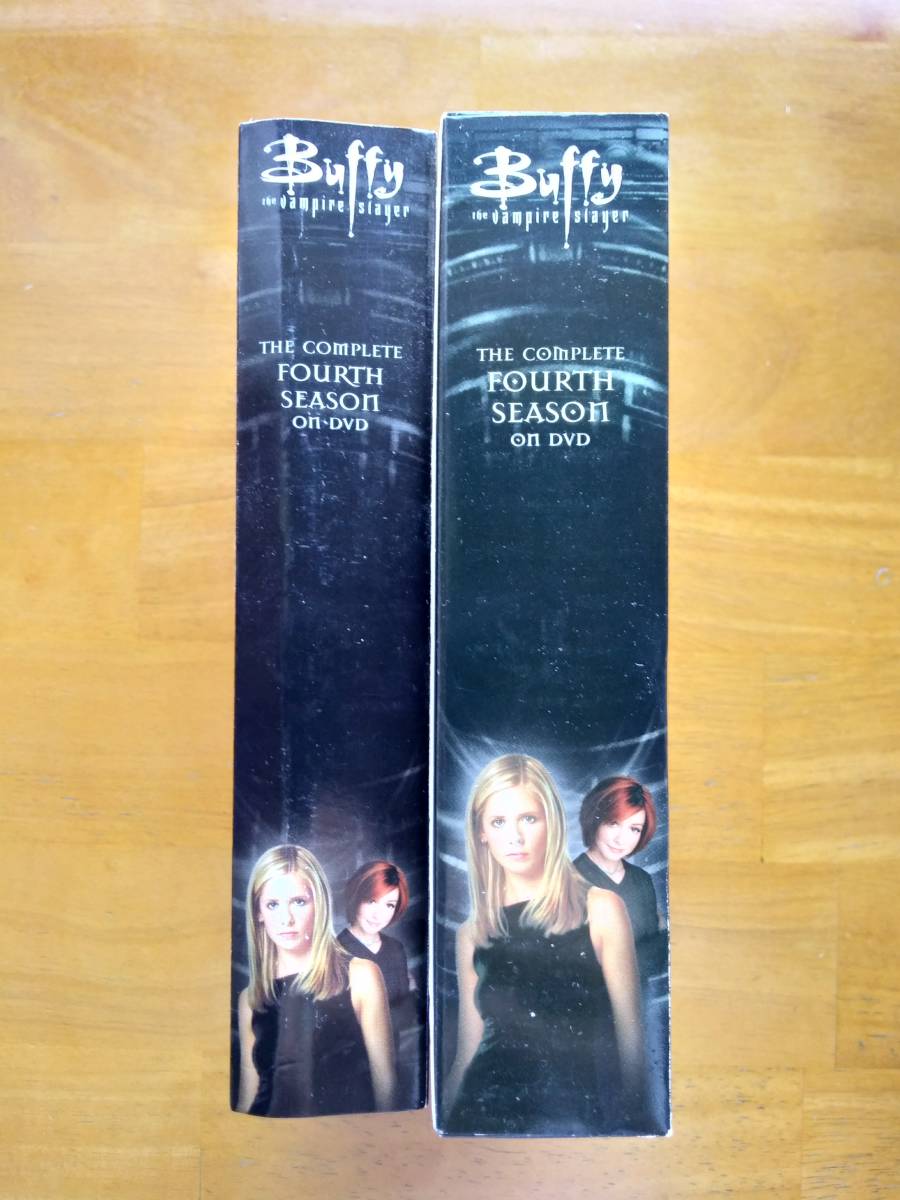 Buffy
the vampire slayer
THE COMPLETE
FOURTH
SEASON
ON DVD
Buffy
the vampire slayer
THE COMPLETE
FOURTH
SEASON
ON DVD